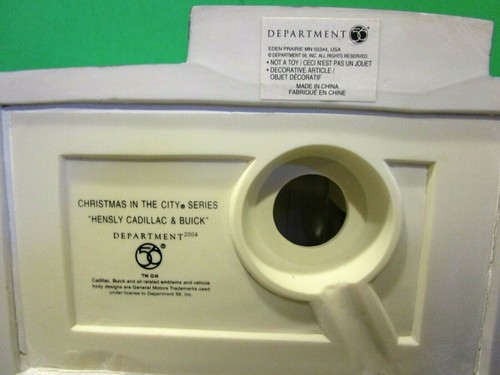 DEPARTMENT 56®
EDEN PRAIRIE MN 55344, USA
© DEPARTMENT 56, INC. ALL RIGHTS RESERVED.
• NOT A TOY / CECI N'EST PAS UN JOUET
• DECORATIVE ARTICLE /
OBJET DÉCORATIF
MADE IN CHINA
FABRIQUÉ EN CHINE
CHRISTMAS IN THE CITY® SERIES
"HENSLY CADILLAC & BUICK"
DEPARTMENT 2004
56®
TM GM
Cadillac, Buick and all related emblems and vehicle
body designs are General Motors Trademarks used
under license to Department 56, Inc.